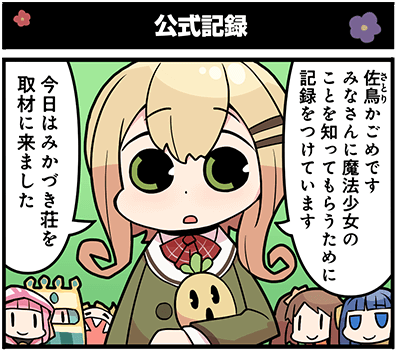 公式記録
佐鳥かごめです
さとり
みなさんに魔法少女の
ことを知ってもらうために
記録をつけています
今日はみかづき荘を
取材に来ました